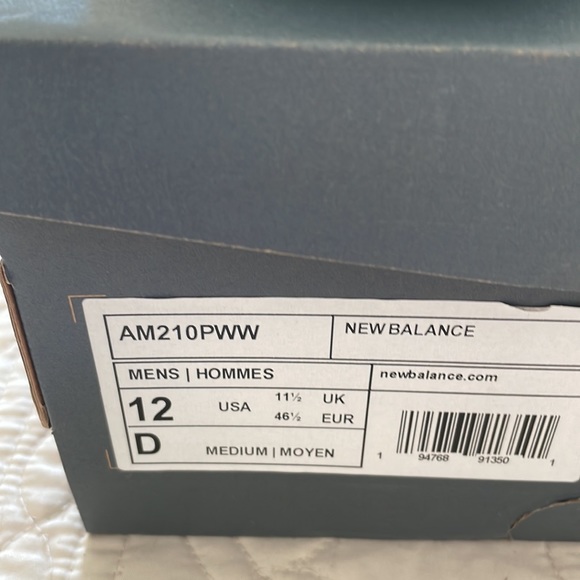 AM210PWW
NEW BALANCE
MENS | HOMMES
newbalance.com
12 USA 11½ UK
46½ EUR
D MEDIUM | MOYEN
1 94768 91350 1